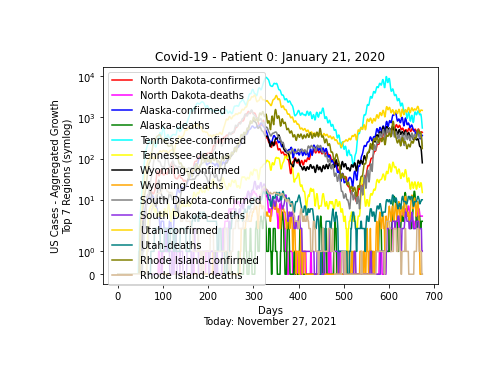 Covid-19 - Patient 0: January 21, 2020
US Cases - Aggregated Growth
Top 7 Regions (symlog)
10⁴
10³
10²
10¹
10⁰
0
North Dakota-confirmed
North Dakota-deaths
Alaska-confirmed
Alaska-deaths
Tennessee-confirmed
Tennessee-deaths
Wyoming-confirmed
Wyoming-deaths
South Dakota-confirmed
South Dakota-deaths
Utah-confirmed
Utah-deaths
Rhode Island-confirmed
Rhode Island-deaths
0 100 200 300 400 500 600 700
Days
Today: November 27, 2021